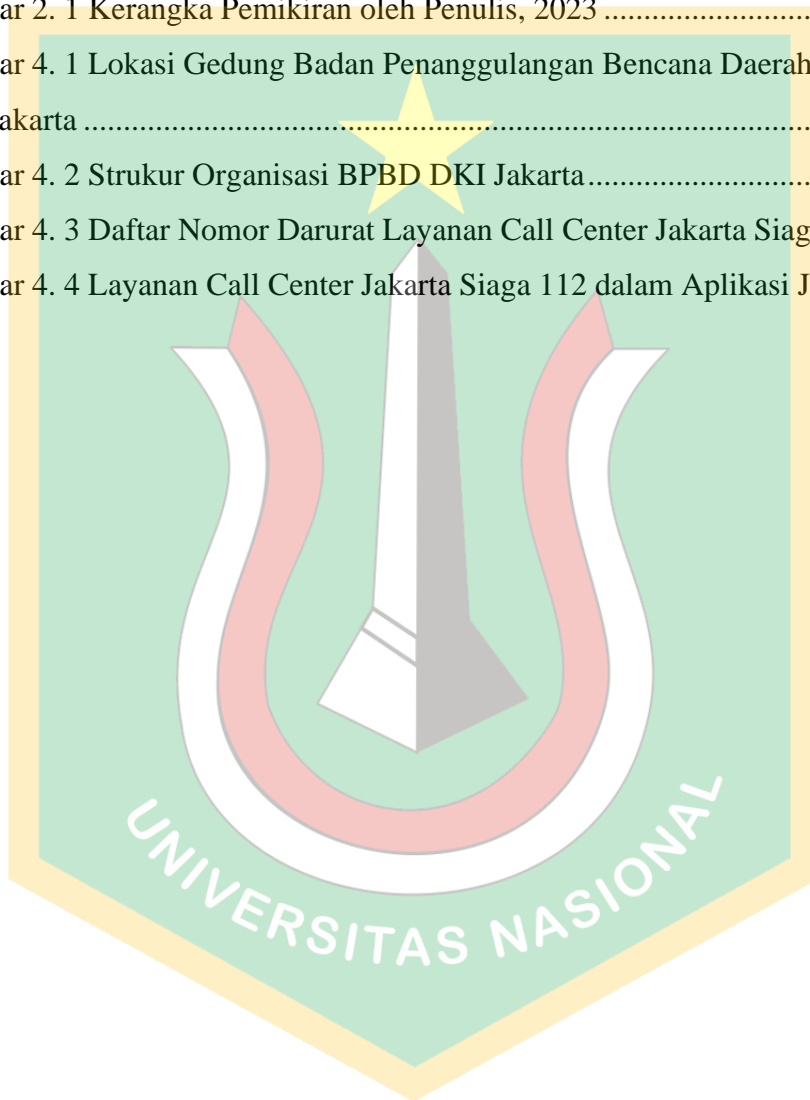 ar 2. 1 Kerangka Pemikiran oleh Penulis, 2023 ........................
ar 4. 1 Lokasi Gedung Badan Penanggulangan Bencana Daerah
akarta ........................................................................................
ar 4. 2 Strukur Organisasi BPBD DKI Jakarta ...........................
ar 4. 3 Daftar Nomor Darurat Layanan Call Center Jakarta Siag
ar 4. 4 Layanan Call Center Jakarta Siaga 112 dalam Aplikasi J
UNIVERSITAS NASIONAL